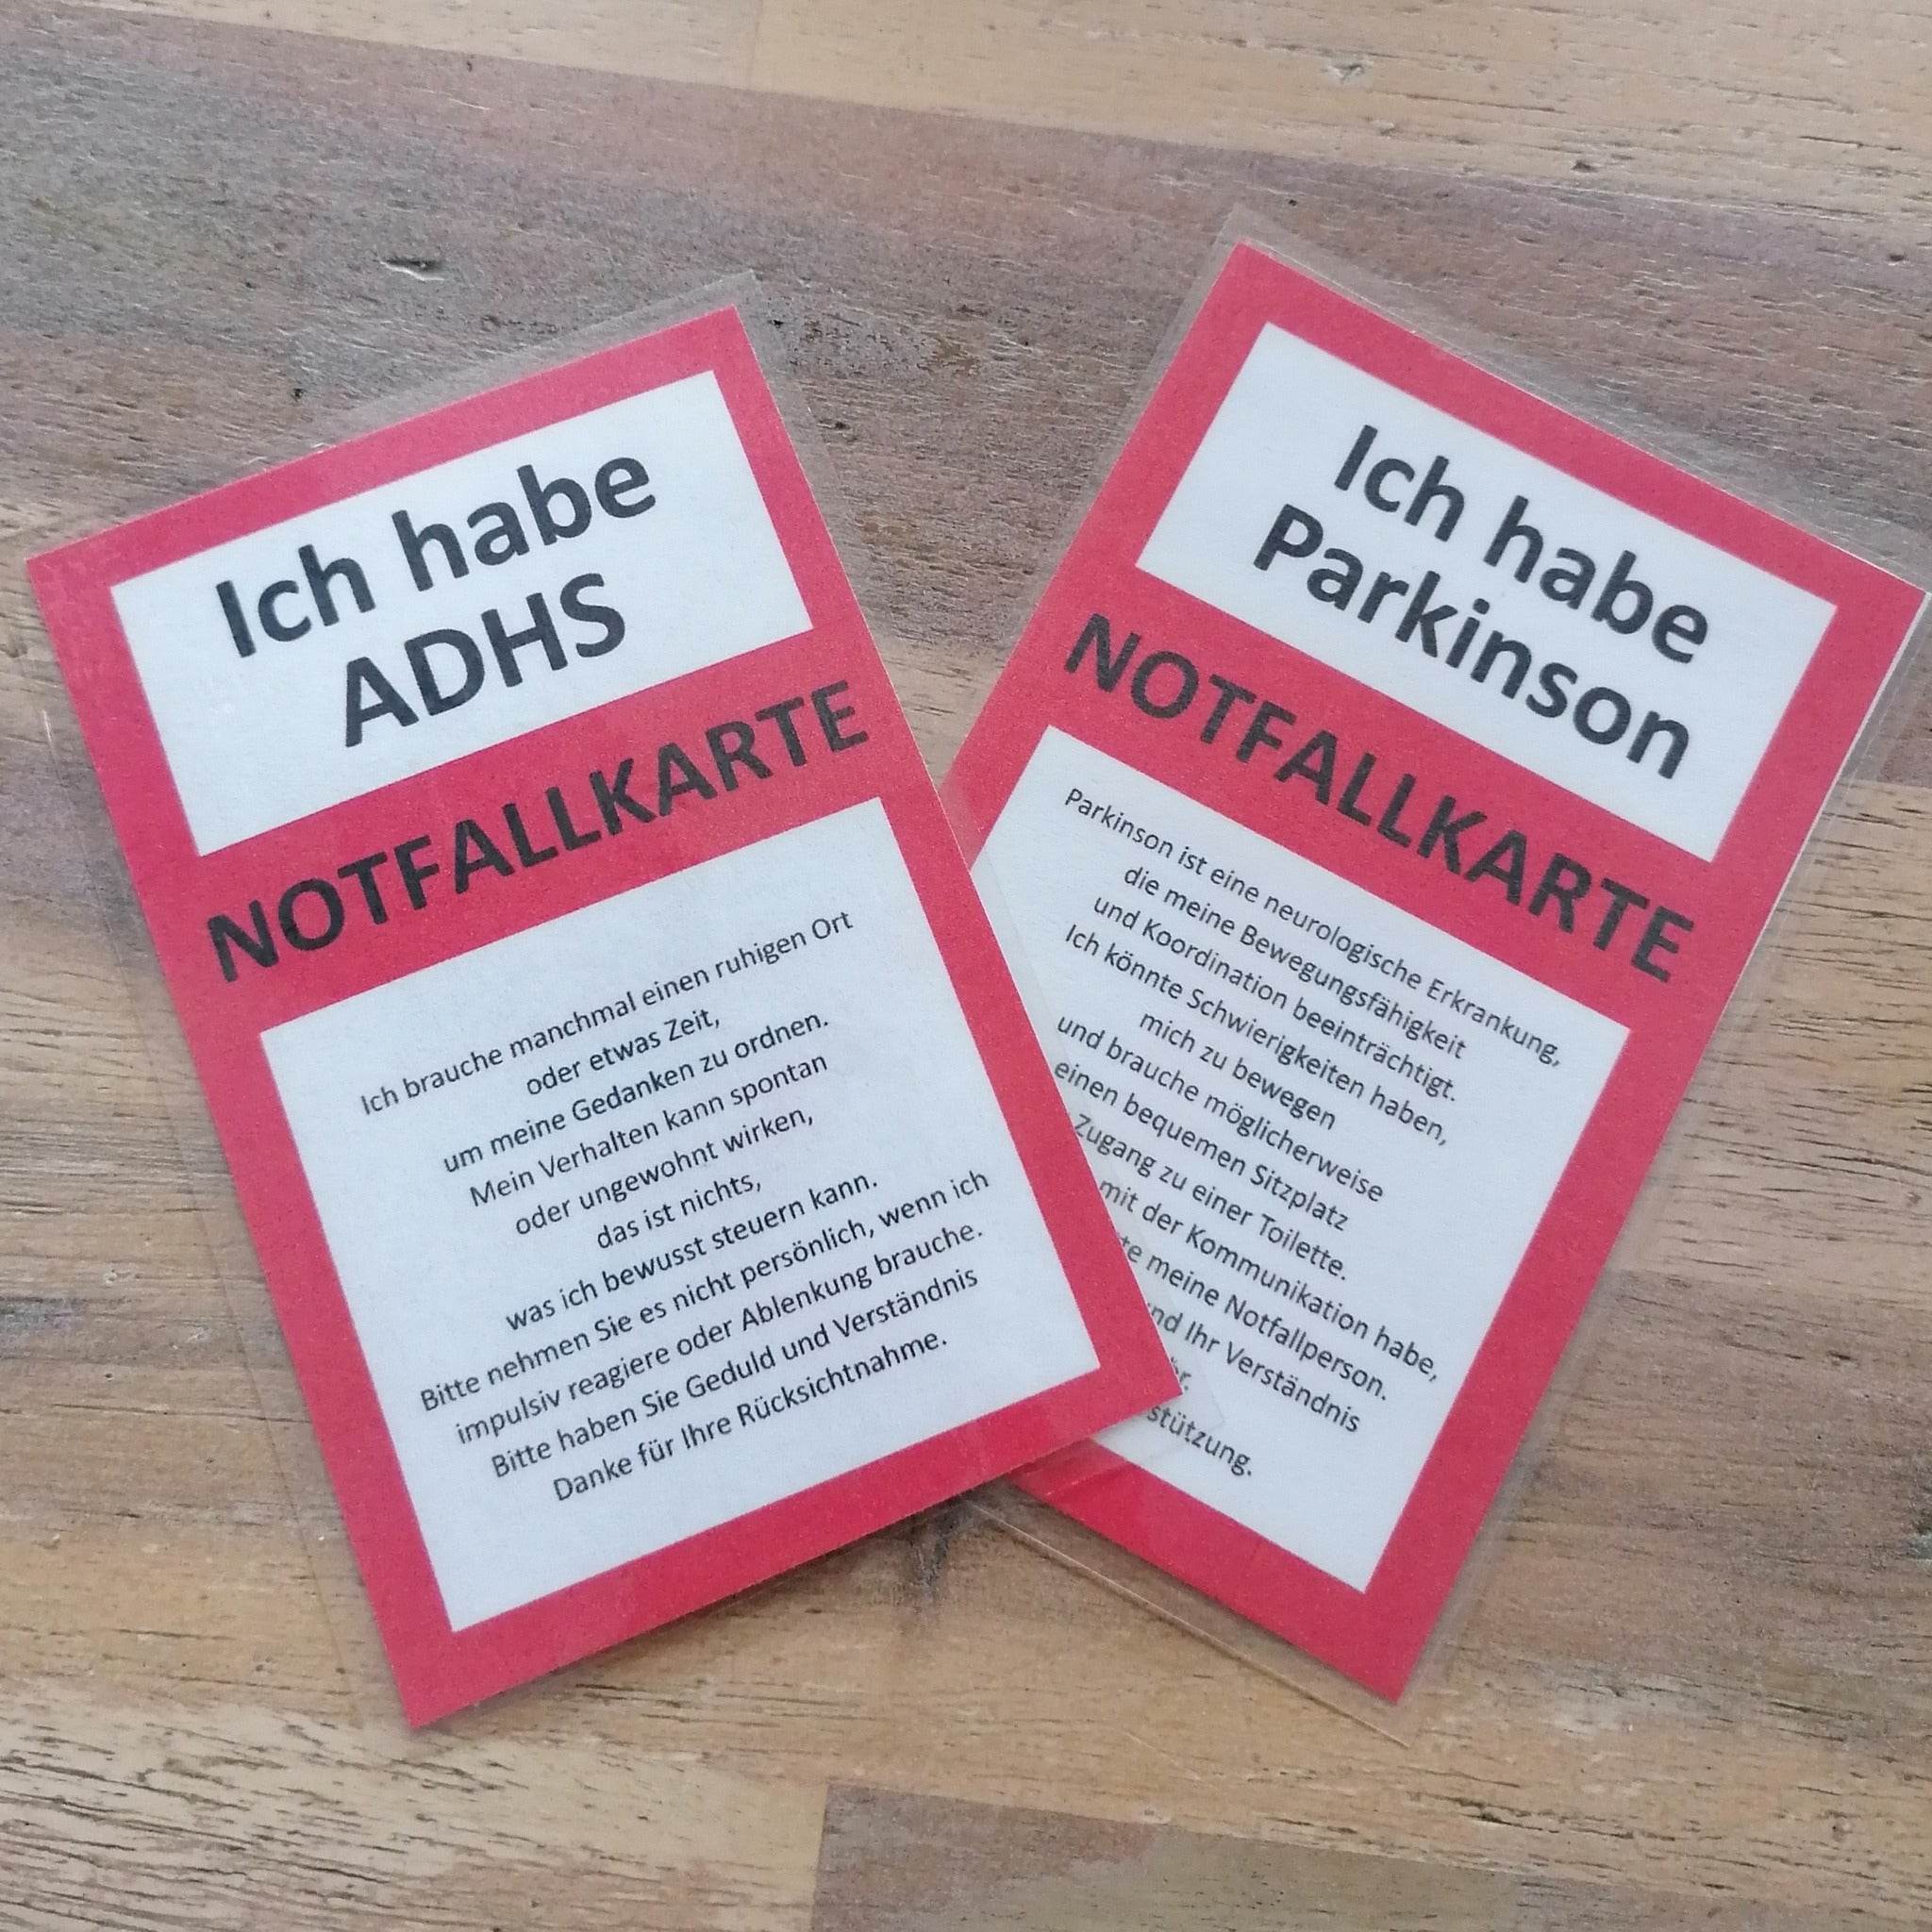 Ich habe
ADHS
NOTFALLKARTE
Ich brauche manchmal einen ruhigen Ort
oder etwas Zeit,
um meine Gedanken zu ordnen.
Mein Verhalten kann spontan
oder ungewohnt wirken,
das ist nichts,
was ich bewusst steuern kann.
Bitte nehmen Sie es nicht persönlich, wenn ich
impulsiv reagiere oder Ablenkung brauche.
Bitte haben Sie Geduld und Verständnis
Danke für Ihre Rücksichtnahme.
Ich habe
Parkinson
NOTFALLKARTE
Parkinson ist eine neurologische Erkrankung,
die meine Bewegungsfähigkeit
und Koordination beeinträchtigt.
Ich könnte Schwierigkeiten haben,
mich zu bewegen
und brauche möglicherweise
einen bequemen Sitzplatz
Zugang zu einer Toilette.
mit der Kommunikation habe,
meine Notfallperson.
und Ihr Verständnis